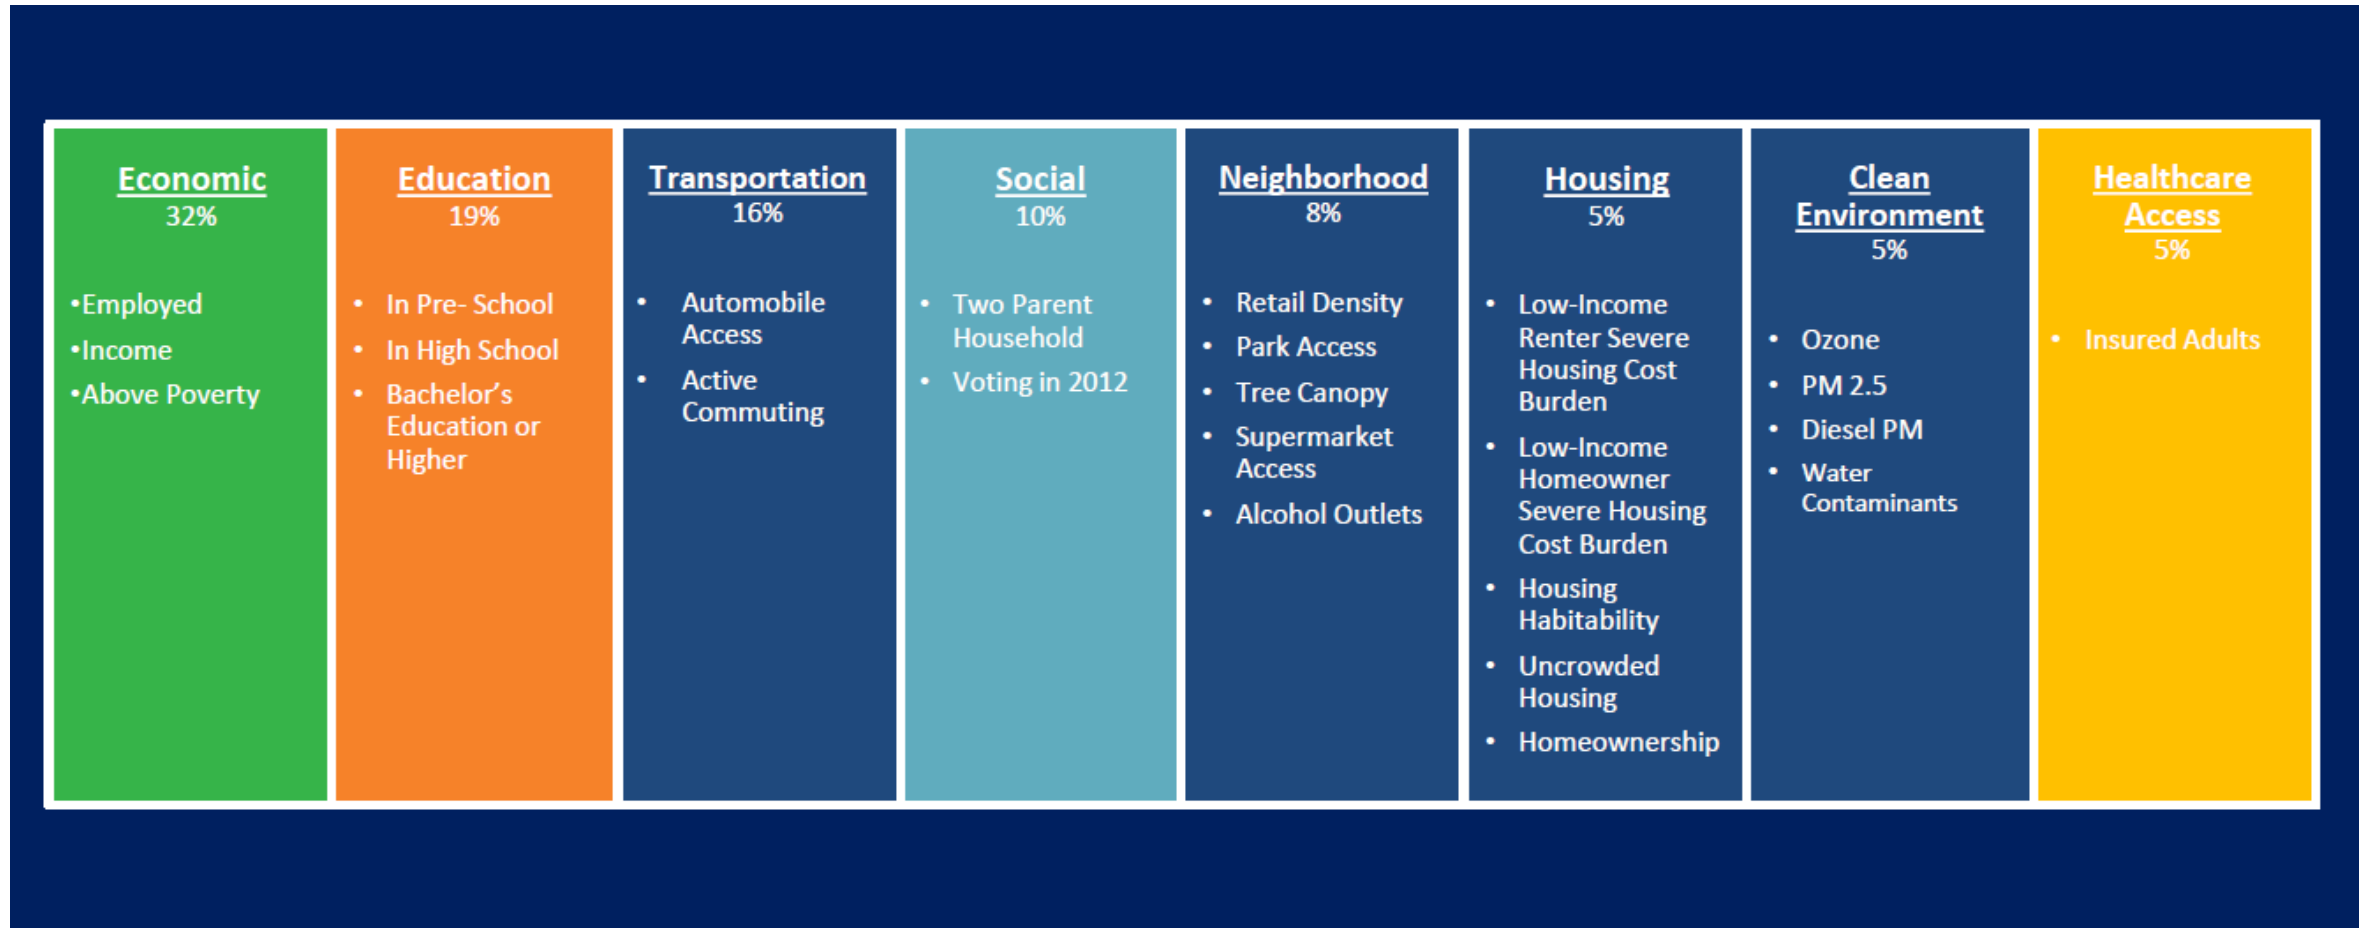 Economic
32%
•Employed
•Income
•Above Poverty
Education
19%
• In Pre- School
• In High School
• Bachelor's
Education or
Higher
Transportation
16%
• Automobile
Access
• Active
Commuting
Social
10%
• Two Parent
Household
• Voting in 2012
Neighborhood
8%
• Retail Density
• Park Access
• Tree Canopy
• Supermarket
Access
• Alcohol Outlets
Housing
5%
• Low-Income
Renter Severe
Housing Cost
Burden
• Low-Income
Homeowner
Severe Housing
Cost Burden
• Housing
Habitability
• Uncrowded
Housing
• Homeownership
Clean
Environment
5%
• Ozone
• PM 2.5
• Diesel PM
• Water
Contaminants
Healthcare
Access
5%
• Insured Adults